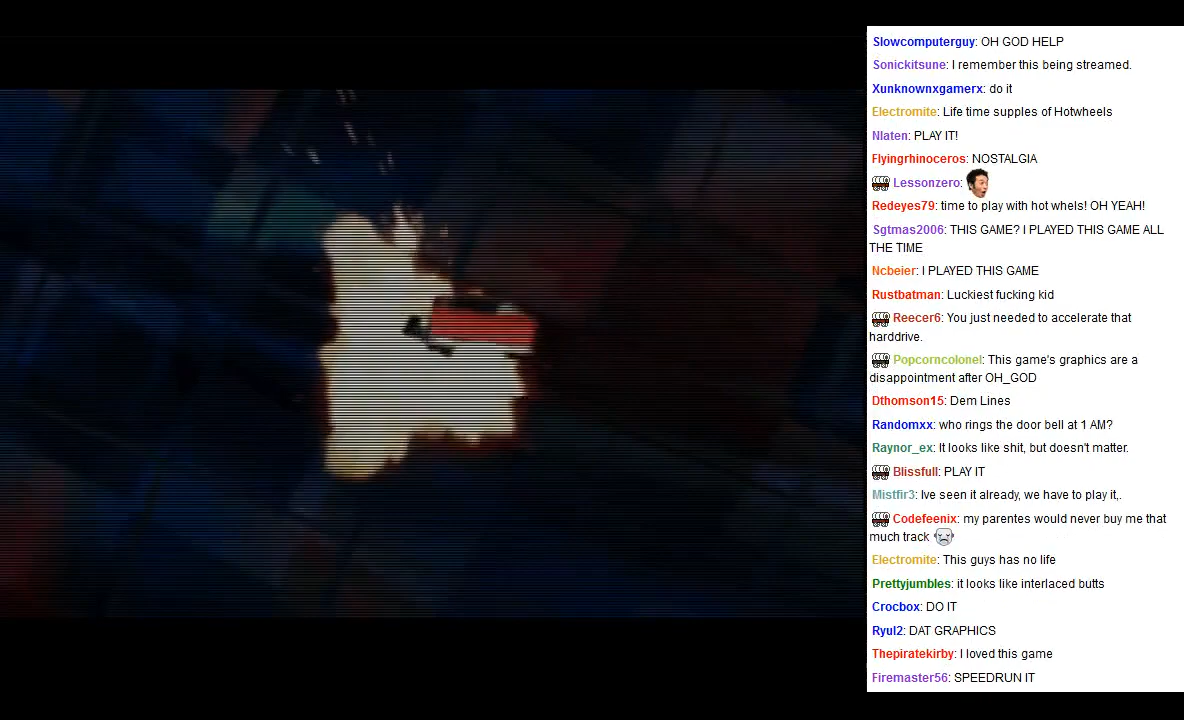 Slowcomputerguy: OH GOD HELP
Sonickitsune: I remember this being streamed.
Xunknownxgamerx: do it
Electromite: Life time supples of Hotwheels
Nlaten: PLAY IT!
Flyingrhinoceros: NOSTALGIA
Lessonzero:
Redeyes79: time to play with hot whels! OH YEAH!
Sgtmas2006: THIS GAME? I PLAYED THIS GAME ALL
THE TIME
Ncbeier: I PLAYED THIS GAME
Rustbatman: Luckiest fucking kid
Reecer6: You just needed to accelerate that
harddrive.
Popcorncolonel: This game's graphics are a
disappointment after OH_GOD
Dthomson15: Dem Lines
Randomxx: who rings the door bell at 1 AM?
Raynor_ex: It looks like shit, but doesn't matter.
Blissfull: PLAY IT
Mistfir3: Ive seen it already, we have to play it,.
Codefeenix: my parentes would never buy me that
much track
Electromite: This guys has no life
Prettyjumbles: it looks like interlaced butts
Crocbox: DO IT
Ryul2: DAT GRAPHICS
Thepiratekirby: I loved this game
Firemaster56: SPEEDRUN IT